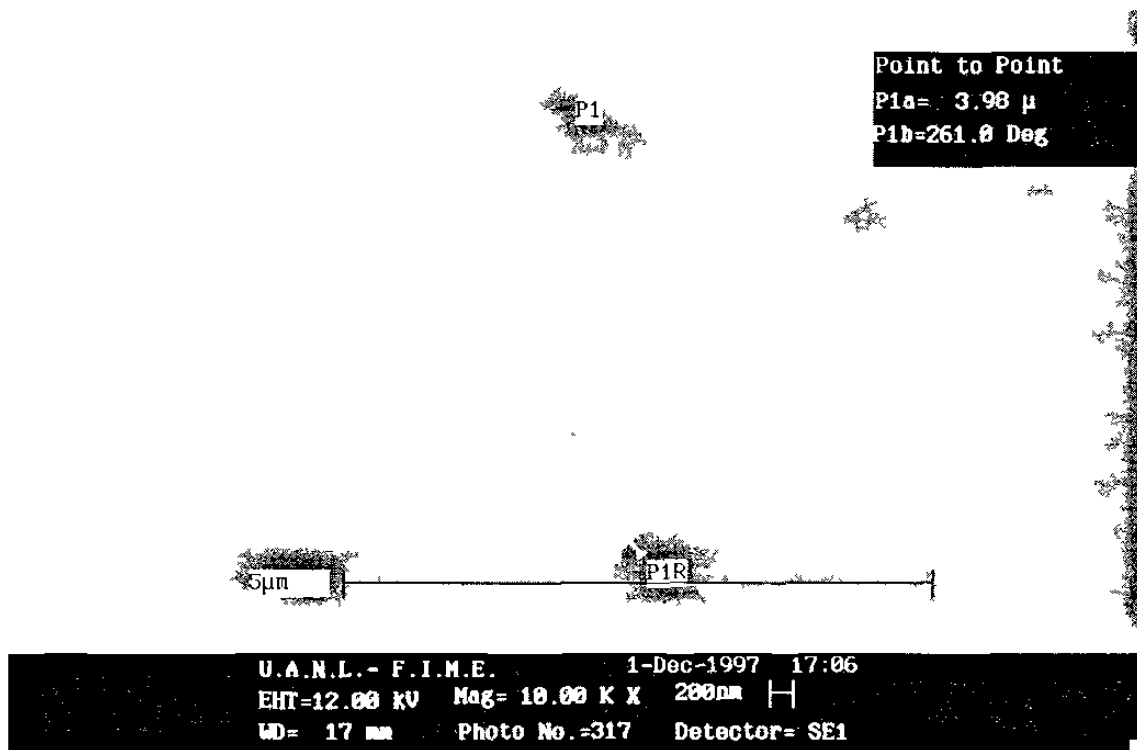 Point to Point
P1a= 3.98 µ
P1b=261.0 Deg
P1
5µm
P1R
U.A.N.L.- F.I.M.E. 1-Dec-1997 17:06
EHT=12.00 KV Mag= 10.00 K X 200nm
WD= 17 mm Photo No.=317 Detector= SE1